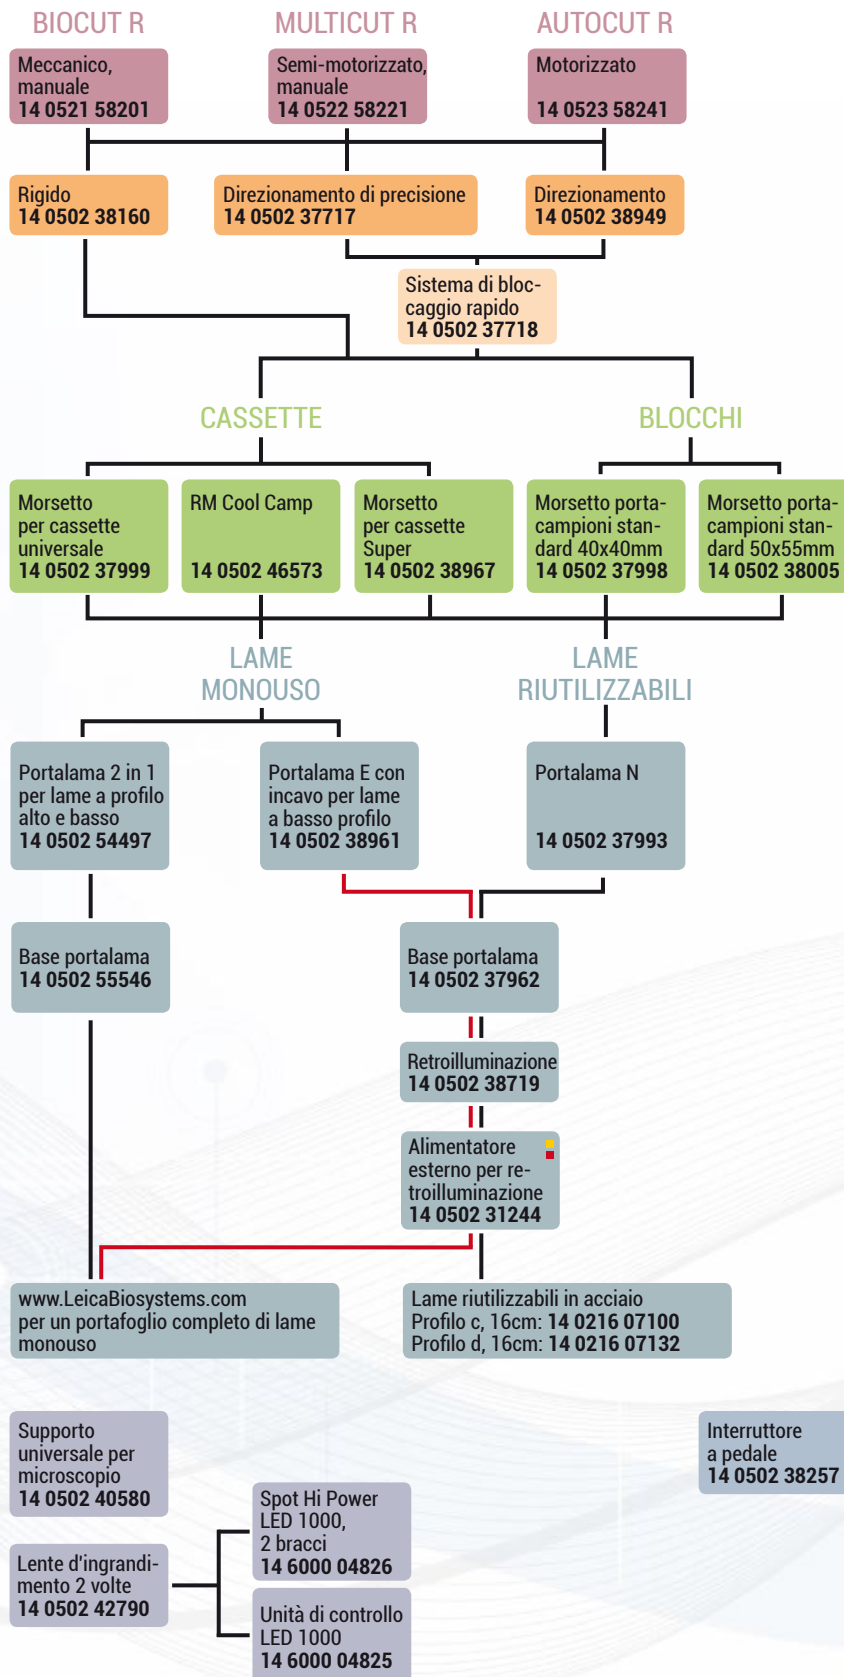 BIOCUT R
MULTICUT R
AUTOCUT R
Meccanico,
manuale
14 0521 58201
Semi-motorizzato,
manuale
14 0522 58221
Motorizzato
14 0523 58241
Rigido
14 0502 38160
Direzionamento di precisione
14 0502 37717
Direzionamento
14 0502 38949
Sistema di bloc-
caggio rapido
14 0502 37718
CASSETTE
BLOCCHI
Morsetto
per cassette
universale
14 0502 37999
RM Cool Camp
14 0502 46573
Morsetto
per cassette
Super
14 0502 38967
Morsetto porta-
campioni stan-
dard 40x40mm
14 0502 37998
Morsetto porta-
campioni stan-
dard 50x55mm
14 0502 38005
LAME
MONOUSO
LAME
RIUTILIZZABILI
Portalama 2 in 1
per lame a profilo
alto e basso
14 0502 54497
Portalama E con
incavo per lame
a basso profilo
14 0502 38961
Portalama N
14 0502 37993
Base portalama
14 0502 55546
Base portalama
14 0502 37962
Retroilluminazione
14 0502 38719
Alimentatore
esterno per re-
troilluminazione
14 0502 31244
www.LeicaBiosystems.com
per un portafoglio completo di lame
monouso
Lame riutilizzabili in acciaio
Profilo c, 16cm: 14 0216 07100
Profilo d, 16cm: 14 0216 07132
Supporto
universale per
microscopio
14 0502 40580
Interruttore
a pedale
14 0502 38257
Lente d'ingrandi-
mento 2 volte
14 0502 42790
Spot Hi Power
LED 1000,
2 bracci
14 6000 04826
Unità di controllo
LED 1000
14 6000 04825